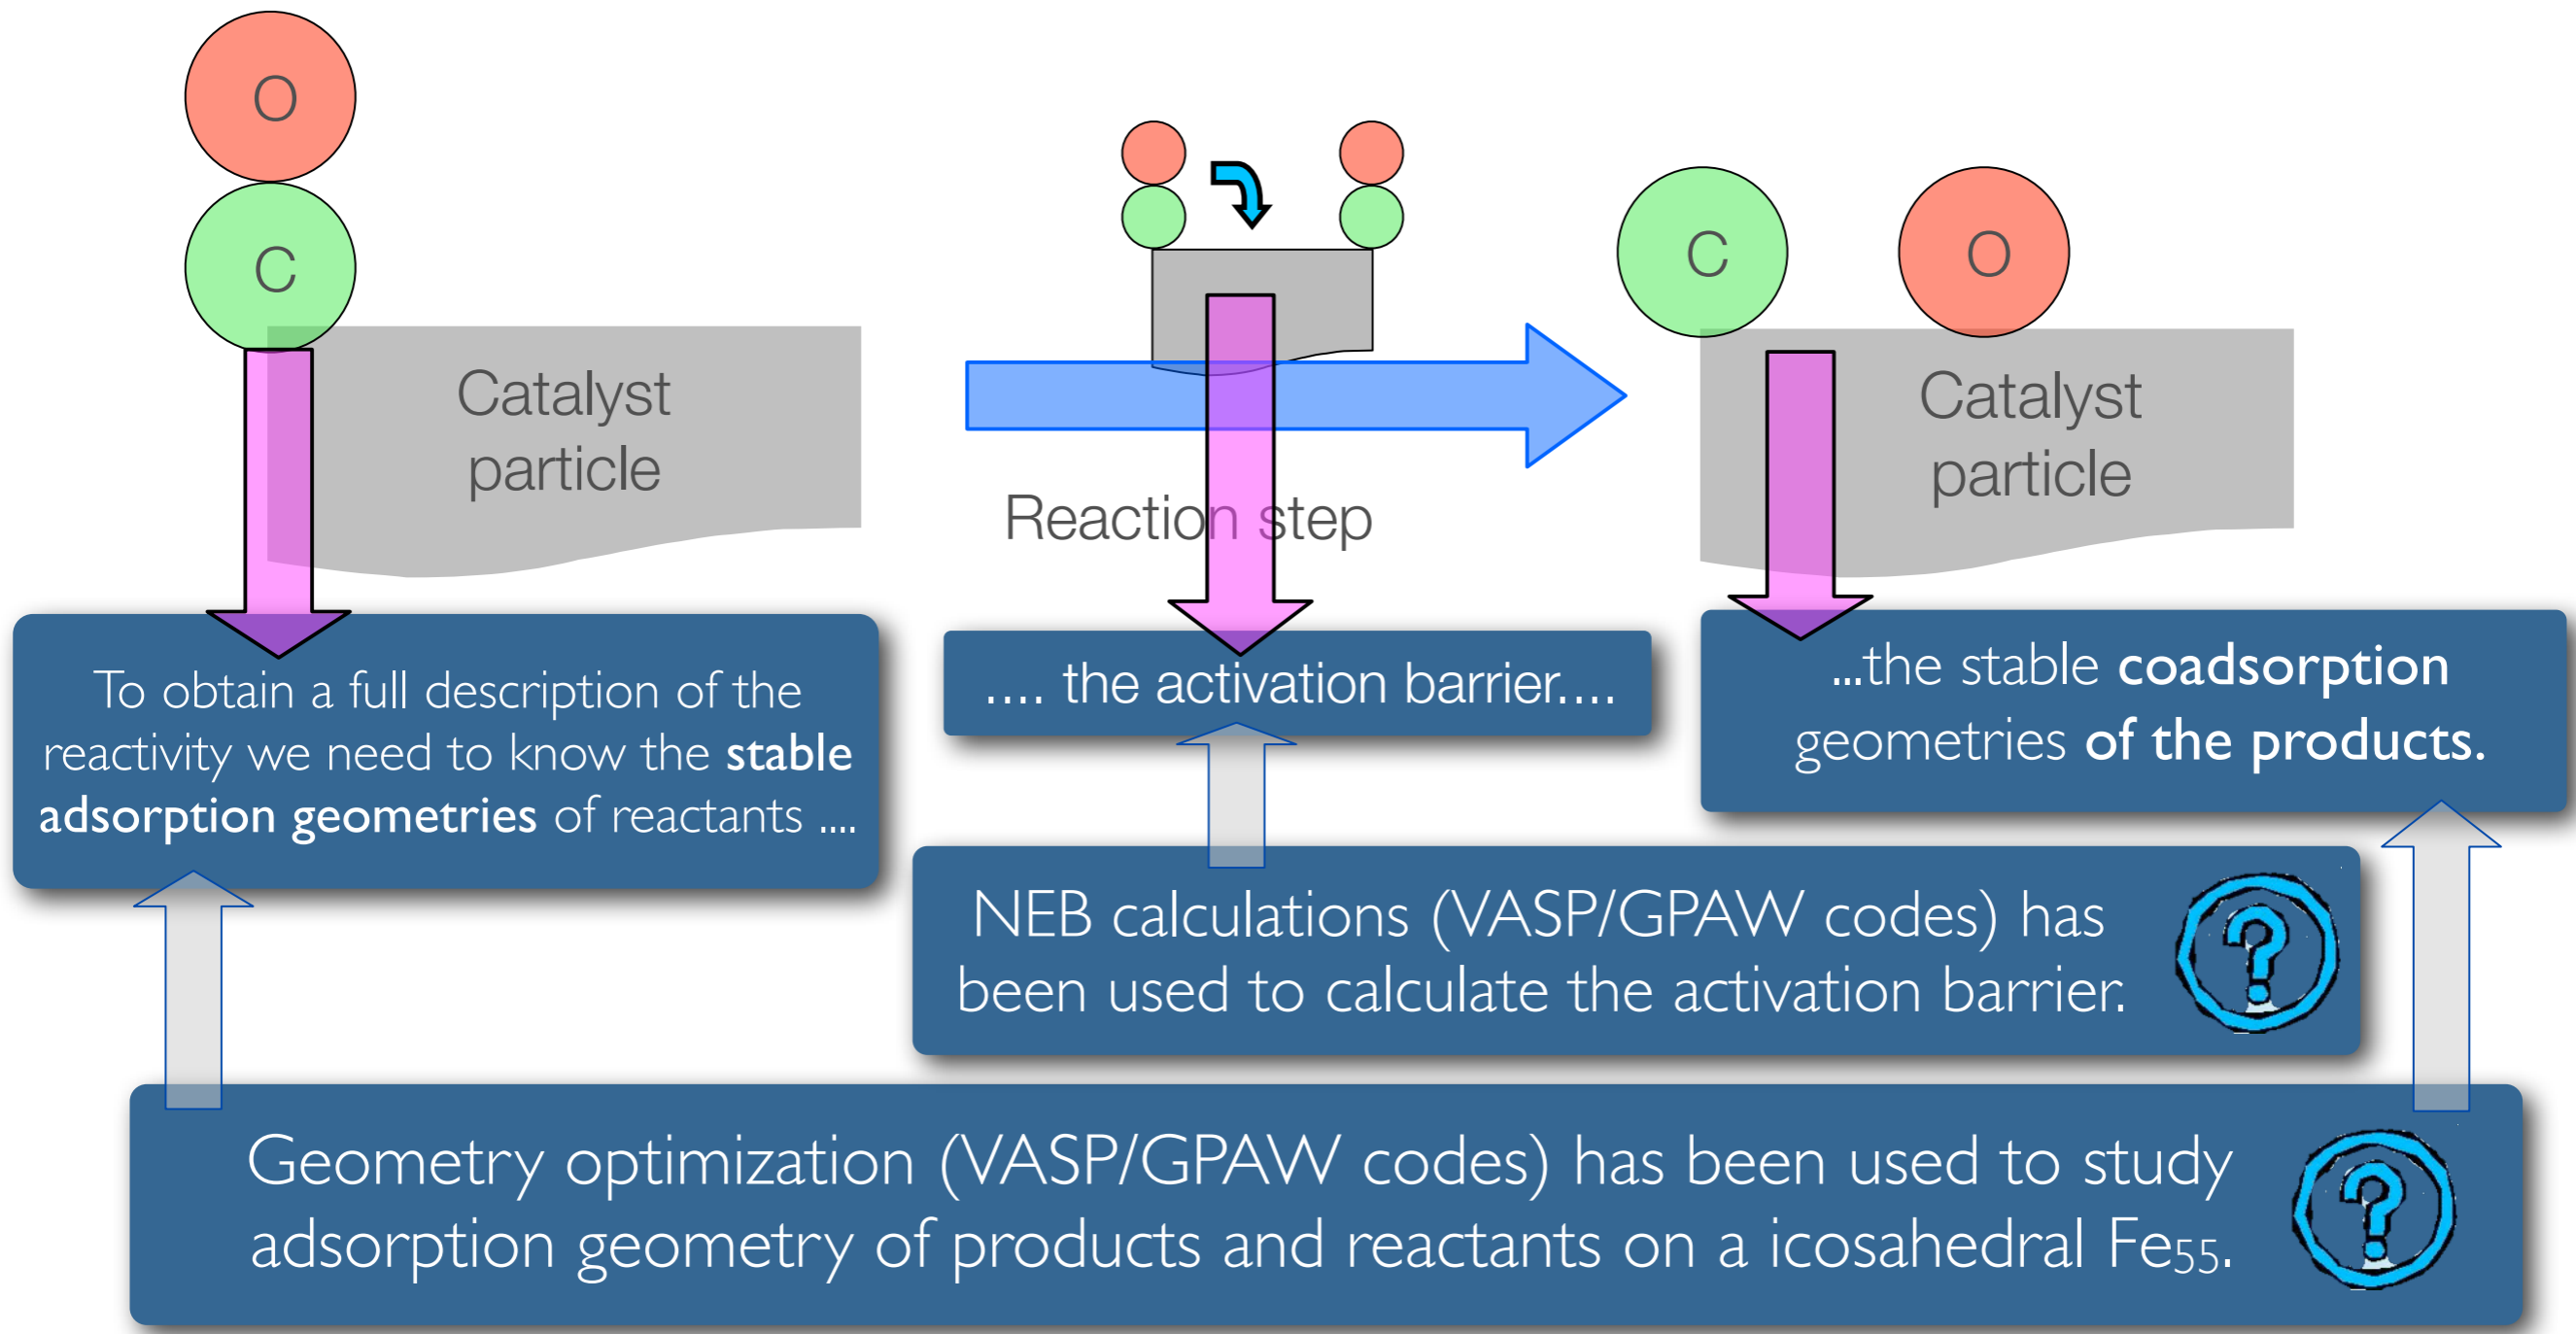 O
C
Catalyst
particle
Reaction step
C
O
Catalyst
particle
To obtain a full description of the
reactivity we need to know the stable
adsorption geometries of reactants ....
.... the activation barrier....
...the stable coadsorption
geometries of the products.
NEB calculations (VASP/GPAW codes) has
been used to calculate the activation barrier.
?
Geometry optimization (VASP/GPAW codes) has been used to study
adsorption geometry of products and reactants on a icosahedral Fe55.
?